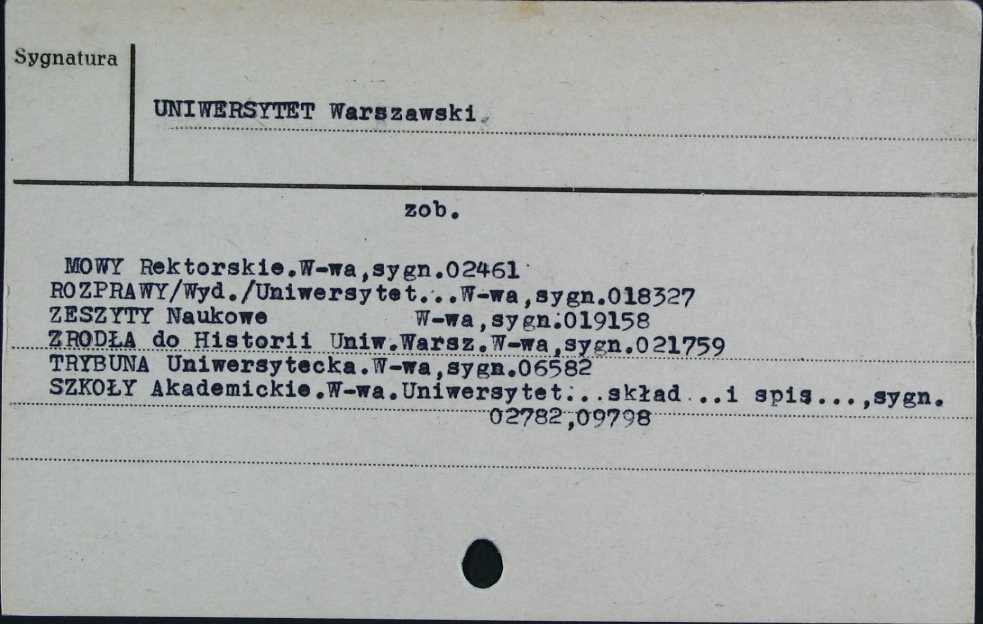 Sygnatura
UNIWERSYTET Warszawski
zob.
MOWY Rektorskie.W-wa,sygn.02461
ROZPRAWY/Wyd./Uniwersytet...W-wa,sygn.018327
ZESZYTY Naukowe W-wa,sygn.019158
ZRODŁA do Historii Uniw.Warsz.W-wa,sygn.021759
TRYBUNA Uniwersytecka.W-wa,sygn.06582
SZKOŁY Akademickie.W-wa.Uniwersytet...skład...i spis...,sygn.
02782,09798